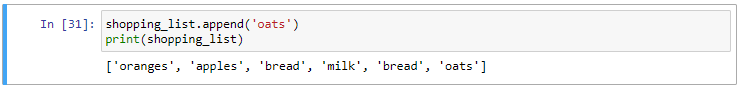 In [31]: shopping_list.append('oats')
print(shopping_list)
['oranges', 'apples', 'bread', 'milk', 'bread', 'oats']